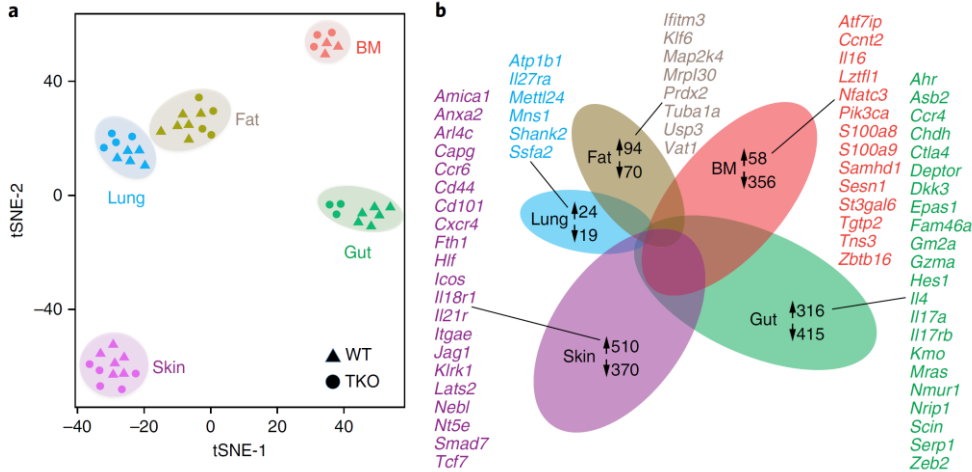 a
BM
Fat
Lung
Gut
Skin
WT
TKO
40
0
−40
−40
−20
0
20
40
tSNE-2
tSNE-1
b
Amica1
Anxa2
Arl4c
Capg
Ccr6
Cd44
Cd101
Cxcr4
Fth1
Hlf
Icos
Il18r1
Il21r
Itgae
Jag1
Klrk1
Lats2
Nebl
Nt5e
Smad7
Tcf7
Atp1b1
Il27ra
Mettl24
Mns1
Shank2
Ssfa2
Ifitm3
Klf6
Map2k4
Mrpl30
Prdx2
Tuba1a
Usp3
Vat1
Atf7ip
Ccnt2
Il16
Lztfl1
Nfatc3
Pik3ca
S100a8
S100a9
Samhd1
Sesn1
St3gal6
Tgtp2
Tns3
Zbtb16
Ahr
Asb2
Ccr4
Chdh
Ctla4
Deptor
Dkk3
Epas1
Fam46a
Gm2a
Gzma
Hes1
Il4
Il17a
Il17rb
Kmo
Mras
Nmur1
Nrip1
Scin
Serp1
Zeb2
Fat ↑94
↓70
BM ↑58
↓356
Lung ↑24
↓19
Gut ↑316
↓415
Skin ↑510
↓370